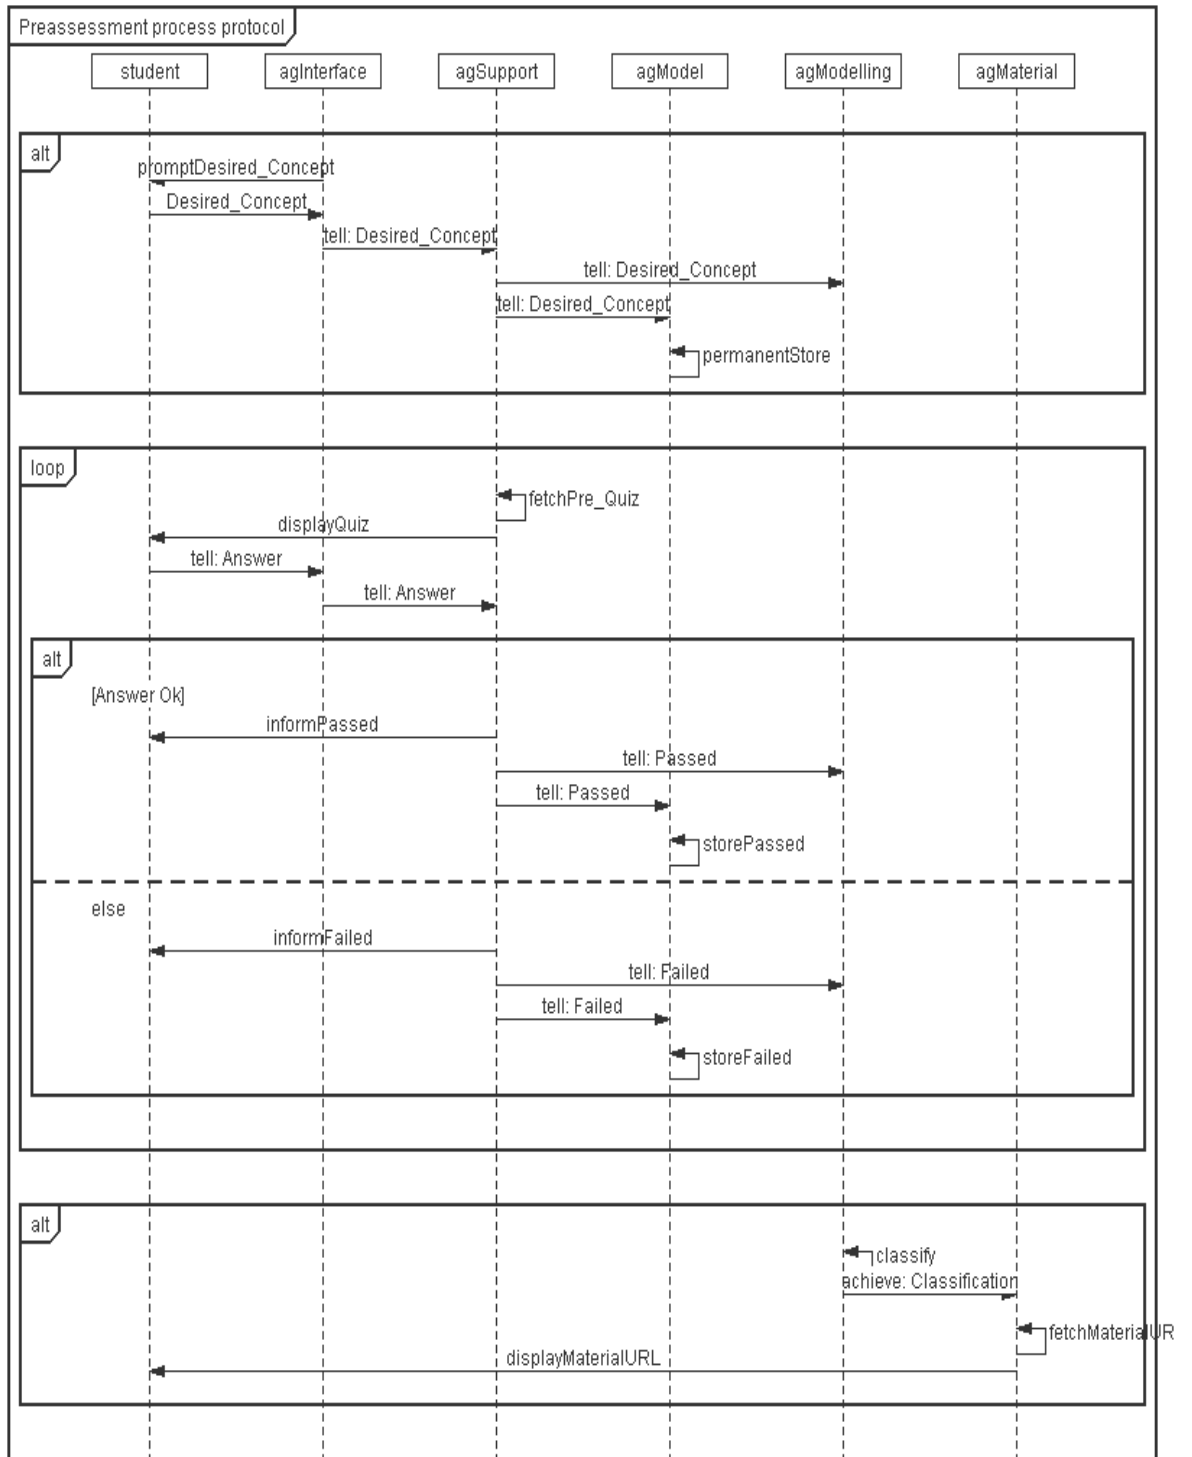 Preassessment process protocol
student agInterface agSupport agModel agModelling agMaterial
alt
promptDesired_Concept
Desired_Concept
tell: Desired_Concept
tell: Desired_Concept
tell: Desired_Concept
permanentStore
loop
fetchPre_Quiz
displayQuiz
tell: Answer
tell: Answer
alt
[Answer Ok]
informPassed
tell: Passed
tell: Passed
storePassed
else
informFailed
tell: Failed
tell: Failed
storeFailed
alt
classify
achieve: Classification
fetchMaterialUR
displayMaterialURL